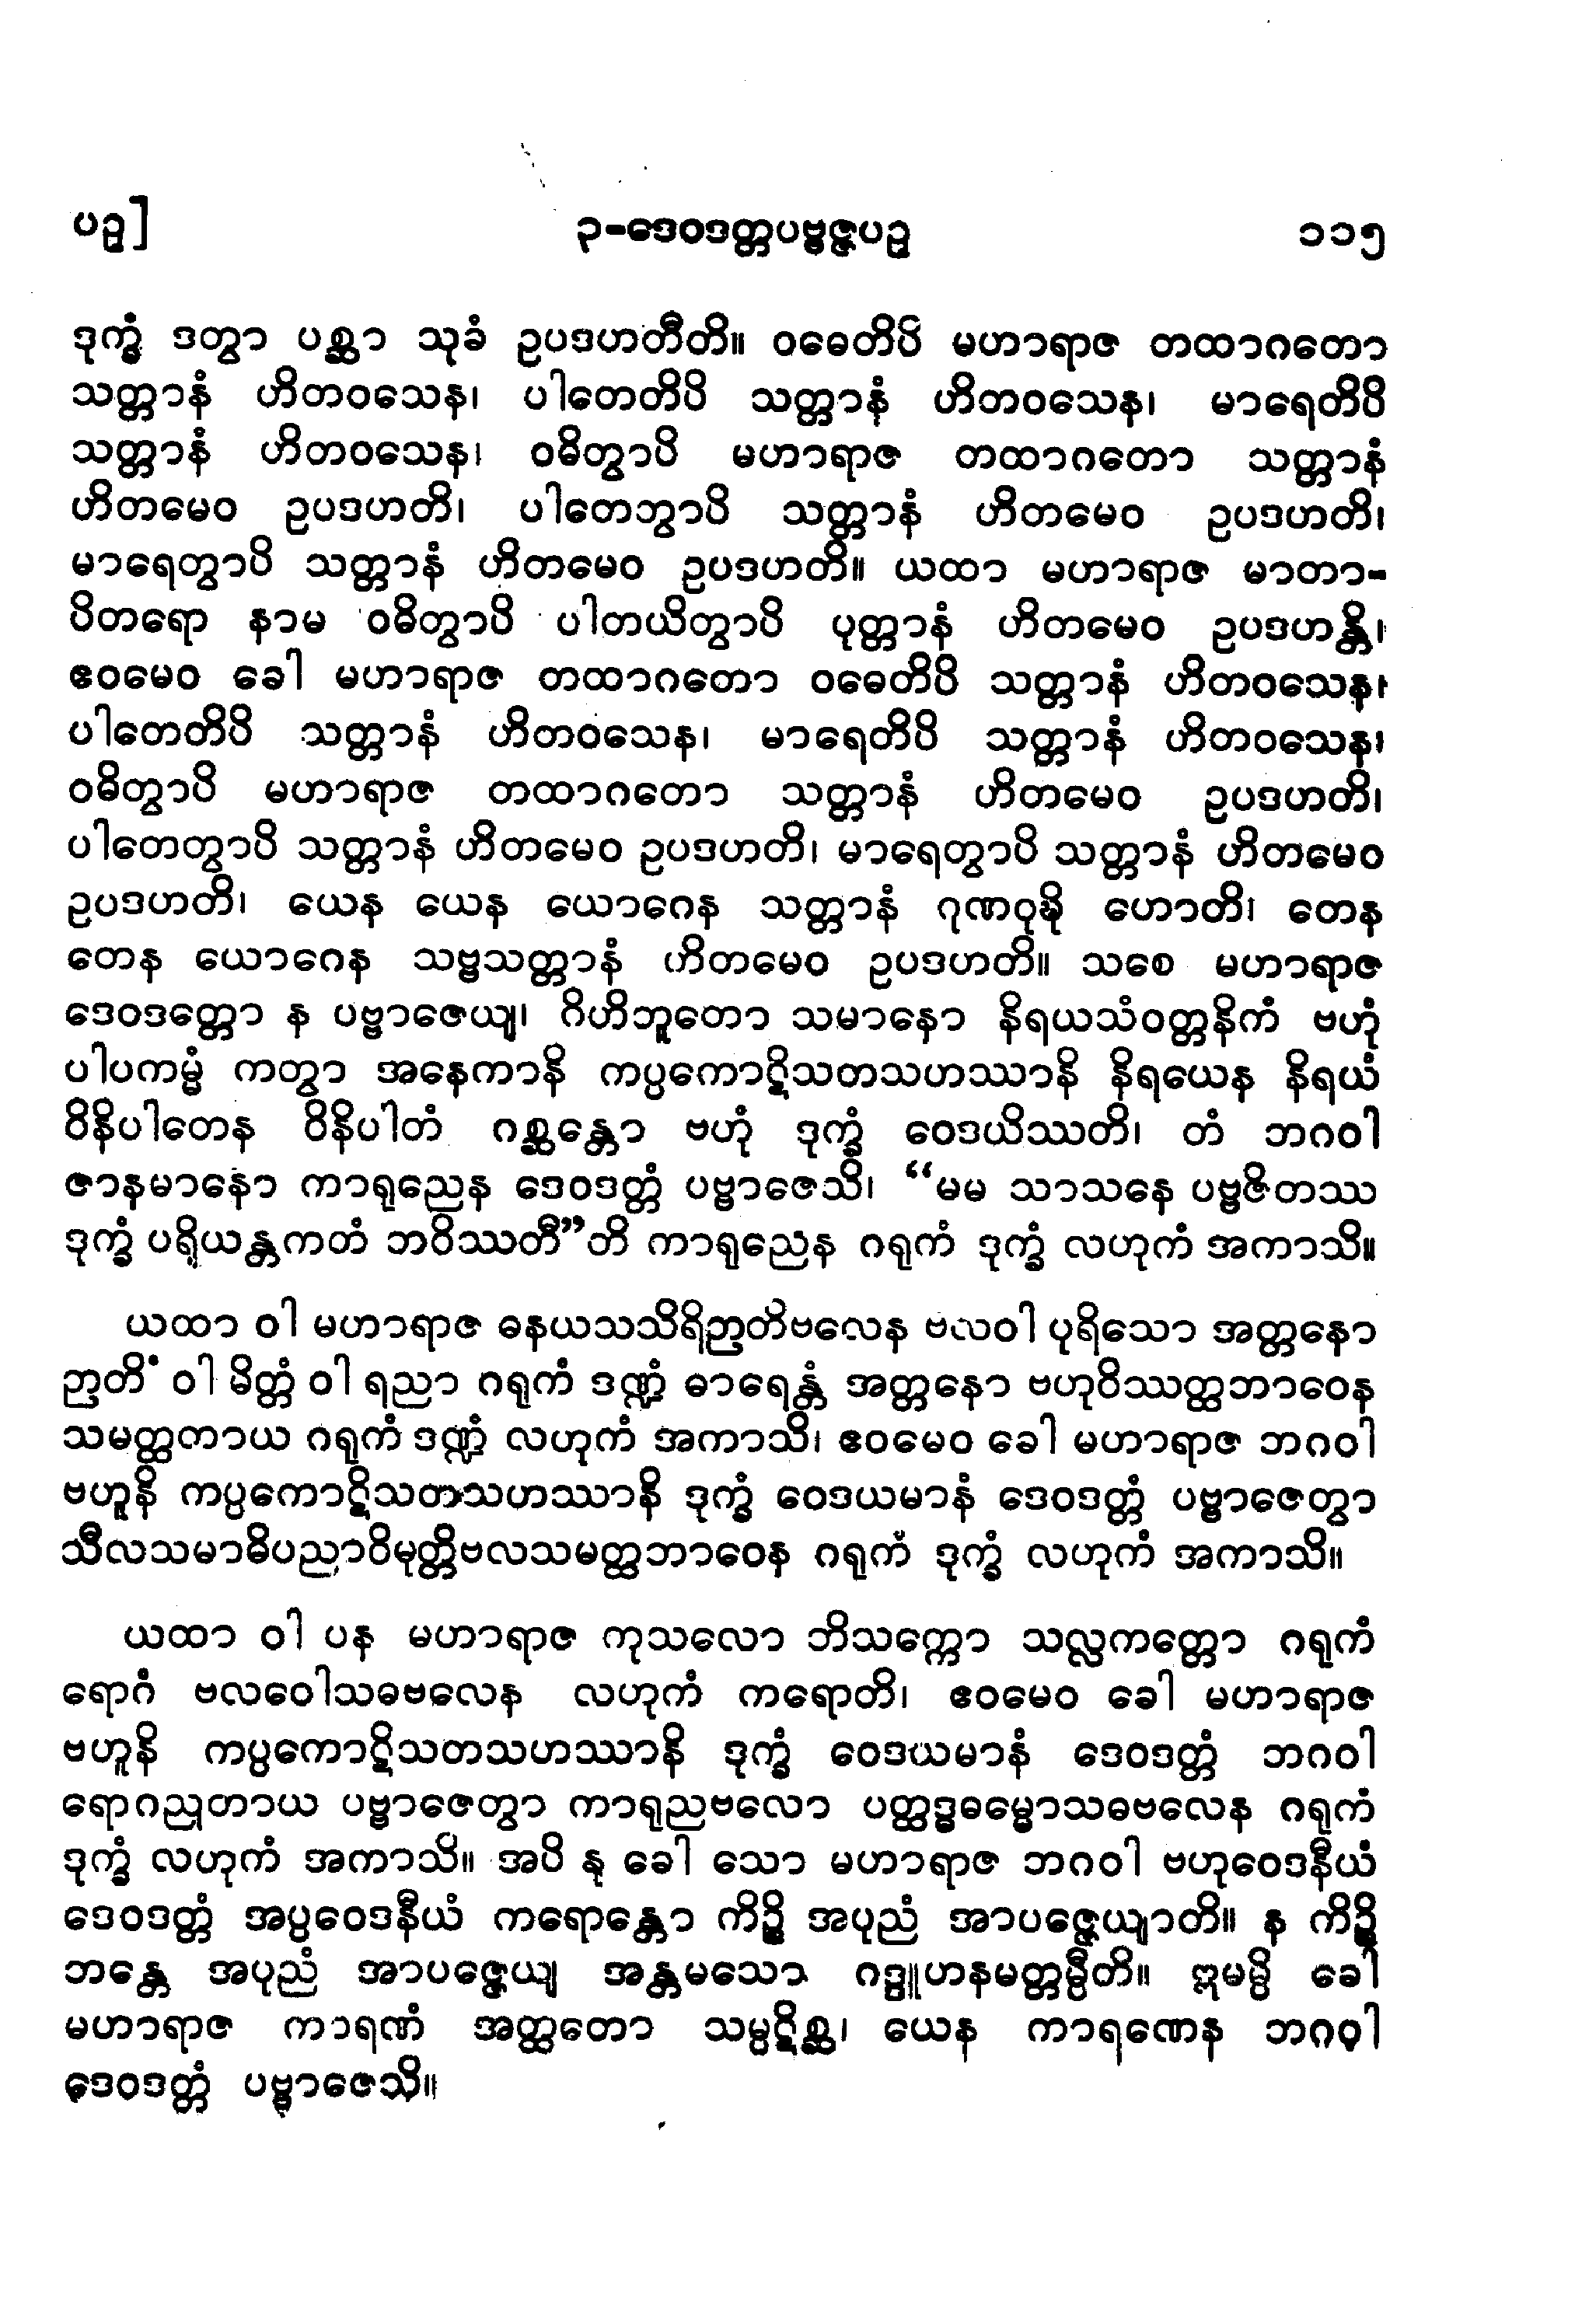 ပဥှ] ၃-ဒေဝဒတ္တပဗ္ဗဇ္ဇပဥှ ၁၁၅
ဒုက္ခံ ဒတွာ ပစ္ဆာ သုခံ ဥပဒဟတီတိ။ ဝဓေတိပိ မဟာရာဇ တထာဂတော
သတ္တာနံ ဟိတဝသေန၊ ပါတေတိပိ သတ္တာနံ ဟိတဝသေန၊ မာရေတိပိ
သတ္တာနံ ဟိတဝသေန၊ ဝဓိတွာပိ မဟာရာဇ တထာဂတော သတ္တာနံ
ဟိတမေဝ ဥပဒဟတိ၊ ပါတေဘွာပိ သတ္တာနံ ဟိတမေဝ ဥပဒဟတိ၊
မာရေတွာပိ သတ္တာနံ ဟိတမေဝ ဥပဒဟတိ။ ယထာ မဟာရာဇ မာတာ-
ပိတရော နာမ ဝဓိတွာပိ ပါတယိတွာပိ ပုတ္တာနံ ဟိတမေဝ ဥပဒဟန္တိ၊
ဧဝမေဝ ခေါ မဟာရာဇ တထာဂတော ဝဓေတိပိ သတ္တာနံ ဟိတဝသေန၊
ပါတေတိပိ သတ္တာနံ ဟိတဝသေန၊ မာရေတိပိ သတ္တာနံ ဟိတဝသေန၊
ဝဓိတွာပိ မဟာရာဇ တထာဂတော သတ္တာနံ ဟိတမေဝ ဥပဒဟတိ၊
ပါတေတွာပိ သတ္တာနံ ဟိတမေဝ ဥပဒဟတိ၊ မာရေတွာပိ သတ္တာနံ ဟိတမေဝ
ဥပဒဟတိ၊ ယေန ယေန ယောဂေန သတ္တာနံ ဂုဏဝုဍ္ဎိ ဟောတိ၊ တေန
တေန ယောဂေန သဗ္ဗသတ္တာနံ ဟိတမေဝ ဥပဒဟတိ။ သစေ မဟာရာဇ
ဒေဝဒတ္တော န ပဗ္ဗာဇေယျ၊ ဂိဟိဘူတော သမာနော နိရယသံဝတ္တနိကံ ဗဟုံ
ပါပကမ္မံ ကတွာ အနေကာနိ ကပ္ပကောဋိသတသဟဿာနိ နိရယေန နိရယံ
ဝိနိပါတေန ဝိနိပါတံ ဂစ္ဆန္တော ဗဟုံ ဒုက္ခံ ဝေဒယိဿတိ၊ တံ ဘဂဝါ
ဇာနမာနော ကာရုညေန ဒေဝဒတ္တံ ပဗ္ဗာဇေသိ၊ “မမ သာသနေ ပဗ္ဗဇိတဿ
ဒုက္ခံ ပရိယန္တကတံ ဘဝိဿတီ”တိ ကာရုညေန ဂရုကံ ဒုက္ခံ လဟုကံ အကာသိ။
ယထာ ဝါ မဟာရာဇ ဓနယသသိရိဉာတိဗလေန ဗလဝါ ပုရိသော အတ္တနော
ဉာတိံ ဝါ မိတ္တံ ဝါ ရညာ ဂရုကံ ဒဏ္ဍံ ဓာရေန္တံ အတ္တနော ဗဟုဝိဿတ္ထဘာဝေန
သမတ္ထတာယ ဂရုကံ ဒဏ္ဍံ လဟုကံ အကာသိ၊ ဧဝမေဝ ခေါ မဟာရာဇ ဘဂဝါ
ဗဟူနိ ကပ္ပကောဋိသတသဟဿာနိ ဒုက္ခံ ဝေဒယမာနံ ဒေဝဒတ္တံ ပဗ္ဗာဇေတွာ
သီလသမာဓိပညာဝိမုတ္တိဗလသမတ္ထဘာဝေန ဂရုကံ ဒုက္ခံ လဟုကံ အကာသိ။
ယထာ ဝါ ပန မဟာရာဇ ကုသလော ဘိသက္ကော သလ္လကတ္တော ဂရုကံ
ရောဂံ ဗလဝေါသဓဗလေန လဟုကံ ကရောတိ၊ ဧဝမေဝ ခေါ မဟာရာဇ
ဗဟူနိ ကပ္ပကောဋိသတသဟဿာနိ ဒုက္ခံ ဝေဒယမာနံ ဒေဝဒတ္တံ ဘဂဝါ
ရောဂညုတာယ ပဗ္ဗာဇေတွာ ကာရုညဗလော ပတ္ထဒ္ဓဓမ္မောသဓဗလေန ဂရုကံ
ဒုက္ခံ လဟုကံ အကာသိ။ အပိ နု ခေါ သော မဟာရာဇ ဘဂဝါ ဗဟုဝေဒနီယံ
ဒေဝဒတ္တံ အပ္ပဝေဒနီယံ ကရောန္တော ကိဉ္စိ အပုညံ အာပဇ္ဇေယျာတိ။ န ကိဉ္စိ
ဘန္တေ အပုညံ အာပဇ္ဇေယျ အန္တမသော ဂဒ္ဒူဟနမတ္တမ္ပီတိ။ ဣမမ္ပိ ခေါ
မဟာရာဇ ကာရဏံ အတ္ထတော သမ္ပဋိစ္ဆ၊ ယေန ကာရဏေန ဘဂဝါ
ဒေဝဒတ္တံ ပဗ္ဗာဇေသိ။